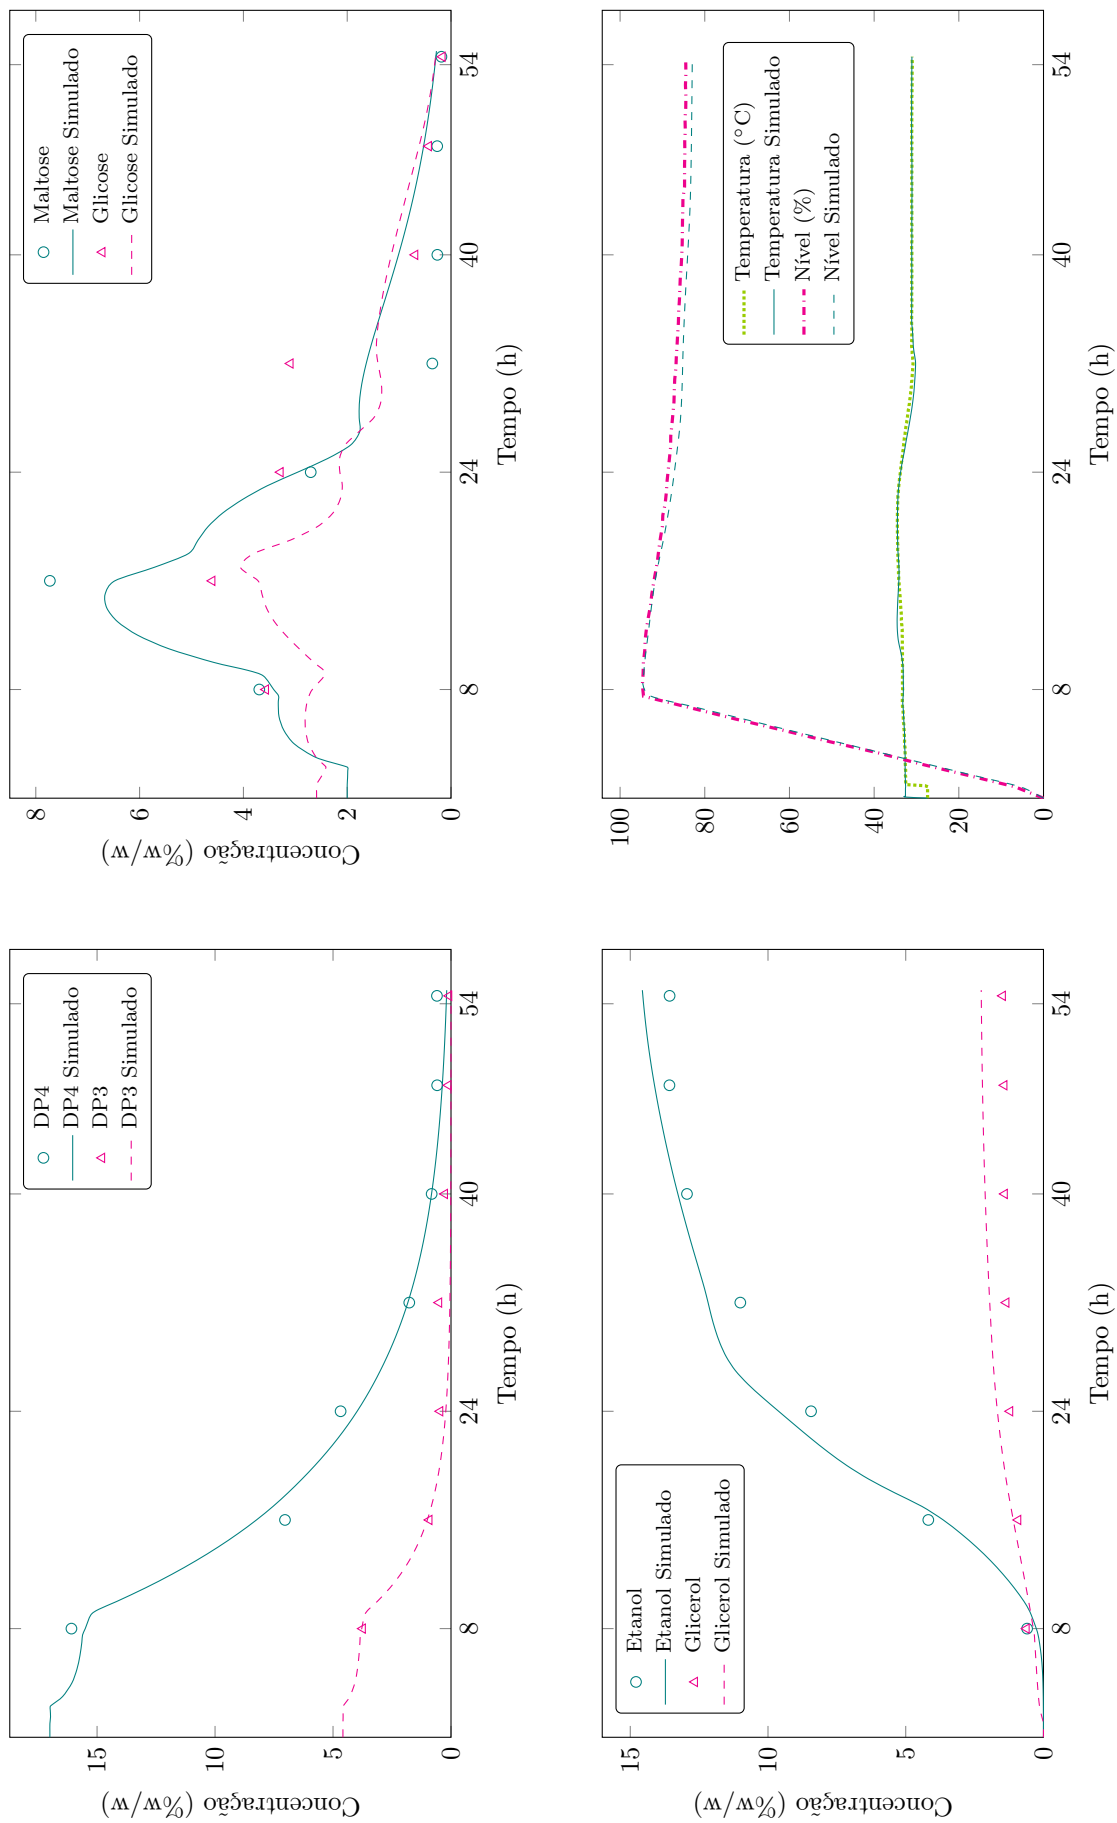 0
5
10
15
Concentração (%w/w)
8
24
40
54
Tempo (h)
DP4
DP4 Simulado
DP3
DP3 Simulado
0
2
4
6
8
Concentração (%w/w)
8
24
40
54
Tempo (h)
Maltose
Maltose Simulado
Glicose
Glicose Simulado
0
5
10
15
Concentração (%w/w)
8
24
40
54
Tempo (h)
Etanol
Etanol Simulado
Glicerol
Glicerol Simulado
0
20
40
60
80
100
8
24
40
54
Tempo (h)
Temperatura (°C)
Temperatura Simulado
Nível (%)
Nível Simulado